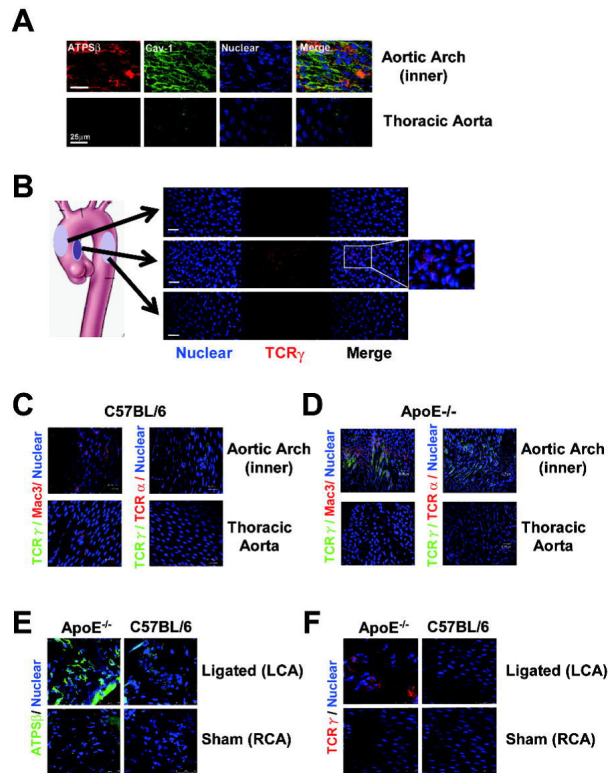 A
ATPSβ Cav-1 Nuclear Merge
Aortic Arch
(inner)
25μm
Thoracic Aorta
B
Nuclear TCRγ Merge
C
C57BL/6
TCRγ/Mac3/Nuclear
TCRγ/TCRα/Nuclear
Aortic Arch
(inner)
Thoracic
Aorta
D
ApoE-/-
TCRγ/Mac3/Nuclear
TCRγ/TCRα/Nuclear
Aortic Arch
(inner)
Thoracic
Aorta
E
ApoE-/- C57BL/6
ATPSβ/Nuclear
Ligated (LCA)
Sham (RCA)
F
ApoE-/- C57BL/6
TCRγ/Nuclear
Ligated (LCA)
Sham (RCA)